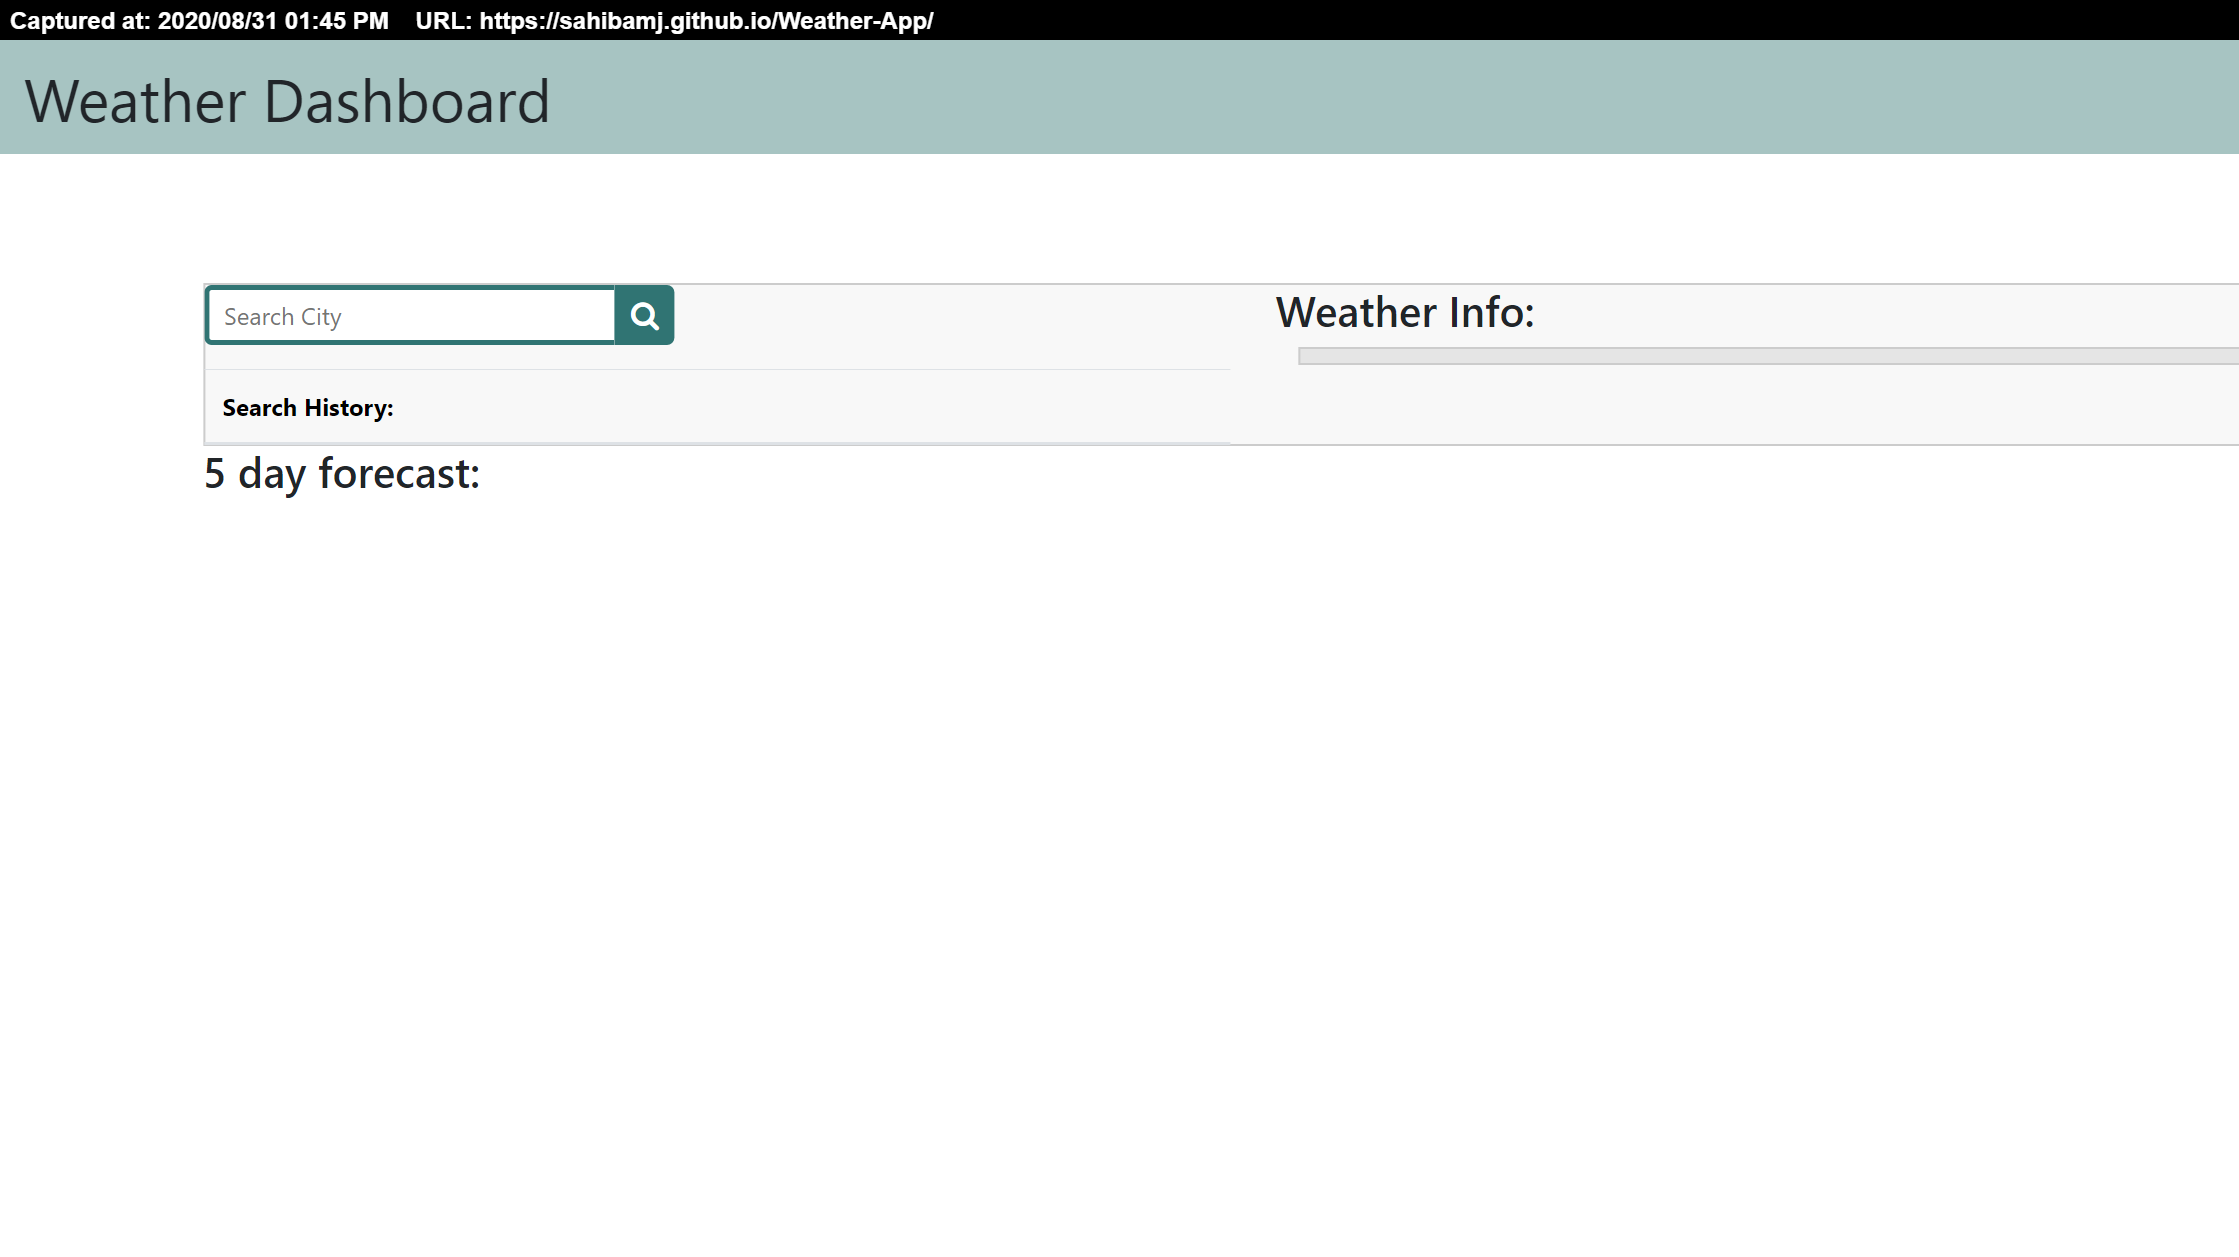 Captured at: 2020/08/31 01:45 PM    URL: https://sahibamj.github.io/Weather-App/
Weather Dashboard
Search City
Search History:
Weather Info:
5 day forecast: